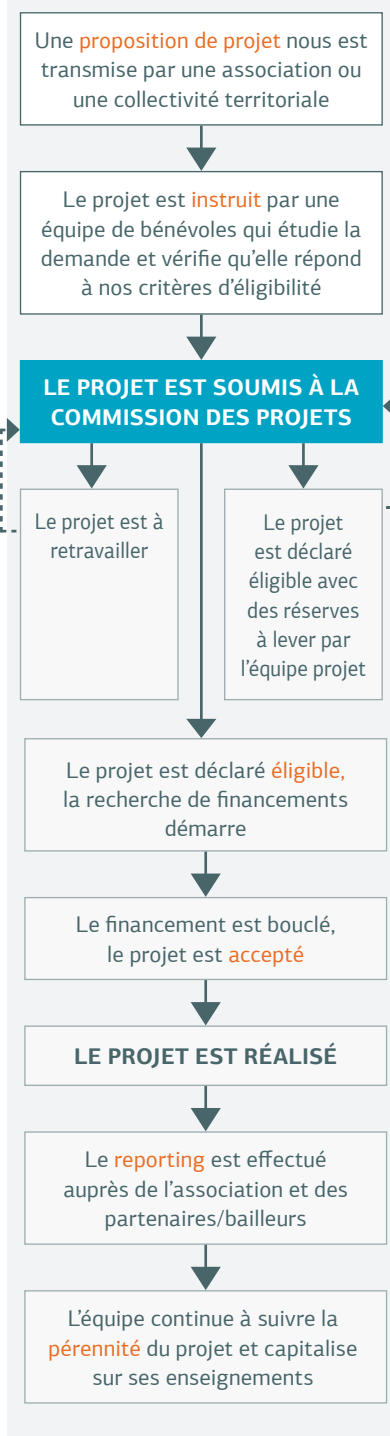 Une proposition de projet nous est
transmise par une association ou
une collectivité territoriale
Le projet est instruit par une
équipe de bénévoles qui étudie la
demande et vérifie qu'elle répond
à nos critères d'éligibilité
LE PROJET EST SOUMIS À LA
COMMISSION DES PROJETS
Le projet est à
retravailler
Le projet
est déclaré
éligible avec
des réserves
à lever par
l'équipe projet
Le projet est déclaré éligible,
la recherche de financements
démarre
Le financement est bouclé,
le projet est accepté
LE PROJET EST RÉALISÉ
Le reporting est effectué
auprès de l'association et des
partenaires/bailleurs
L'équipe continue à suivre la
pérennité du projet et capitalise
sur ses enseignements